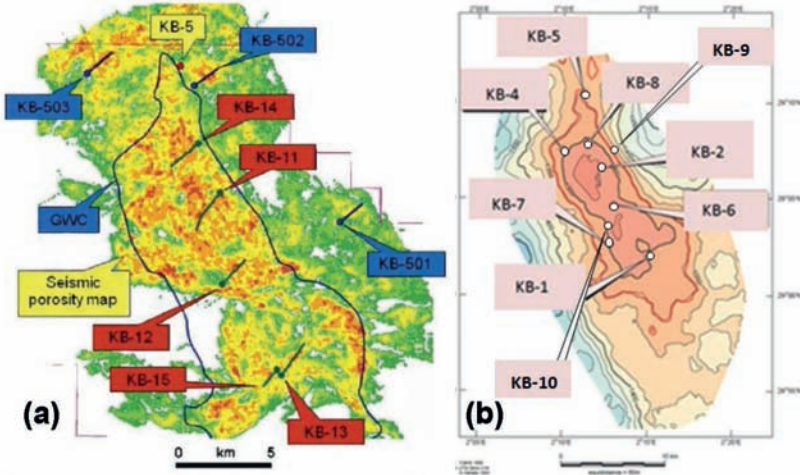 KB-5
KB-502
KB-503
KB-14
KB-11
GWC
KB-501
Seismic
porosity map
KB-12
KB-15
KB-13
(a)
0 km 5
KB-5
KB-9
KB-8
KB-4
KB-2
KB-7
KB-6
KB-1
KB-10
(b)